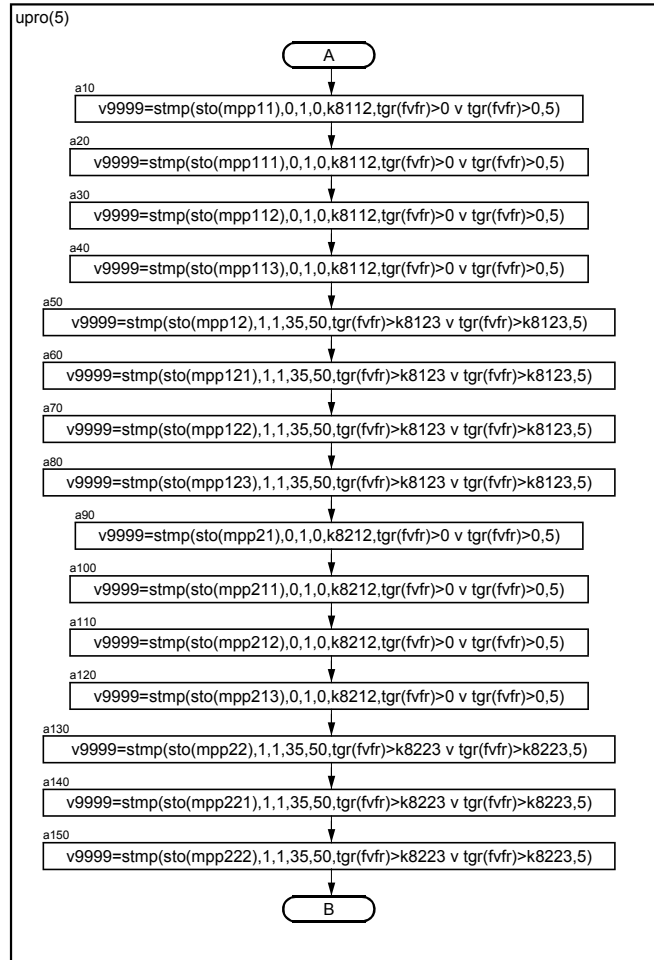 upro(5)
A
a10
v9999=stmp(sto(mpp11),0,1,0,k8112,tgr(fvfr)>0 v tgr(fvfr)>0,5)
a20
v9999=stmp(sto(mpp111),0,1,0,k8112,tgr(fvfr)>0 v tgr(fvfr)>0,5)
a30
v9999=stmp(sto(mpp112),0,1,0,k8112,tgr(fvfr)>0 v tgr(fvfr)>0,5)
a40
v9999=stmp(sto(mpp113),0,1,0,k8112,tgr(fvfr)>0 v tgr(fvfr)>0,5)
a50
v9999=stmp(sto(mpp12),1,1,35,50,tgr(fvfr)>k8123 v tgr(fvfr)>k8123,5)
a60
v9999=stmp(sto(mpp121),1,1,35,50,tgr(fvfr)>k8123 v tgr(fvfr)>k8123,5)
a70
v9999=stmp(sto(mpp122),1,1,35,50,tgr(fvfr)>k8123 v tgr(fvfr)>k8123,5)
a80
v9999=stmp(sto(mpp123),1,1,35,50,tgr(fvfr)>k8123 v tgr(fvfr)>k8123,5)
a90
v9999=stmp(sto(mpp21),0,1,0,k8212,tgr(fvfr)>0 v tgr(fvfr)>0,5)
a100
v9999=stmp(sto(mpp211),0,1,0,k8212,tgr(fvfr)>0 v tgr(fvfr)>0,5)
a110
v9999=stmp(sto(mpp212),0,1,0,k8212,tgr(fvfr)>0 v tgr(fvfr)>0,5)
a120
v9999=stmp(sto(mpp213),0,1,0,k8212,tgr(fvfr)>0 v tgr(fvfr)>0,5)
a130
v9999=stmp(sto(mpp22),1,1,35,50,tgr(fvfr)>k8223 v tgr(fvfr)>k8223,5)
a140
v9999=stmp(sto(mpp221),1,1,35,50,tgr(fvfr)>k8223 v tgr(fvfr)>k8223,5)
a150
v9999=stmp(sto(mpp222),1,1,35,50,tgr(fvfr)>k8223 v tgr(fvfr)>k8223,5)
B